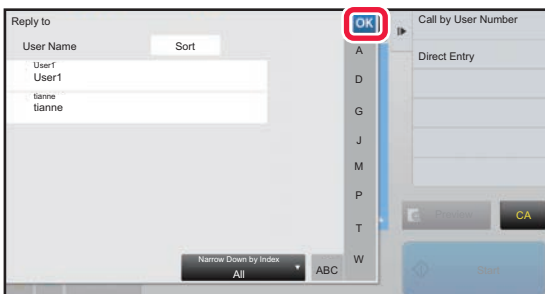 Reply to
OK
User Name
Sort
User1
User1
tianne
tianne
A
D
G
J
M
P
T
W
Narrow Down by Index
All
ABC
Call by User Number
Direct Entry
CA